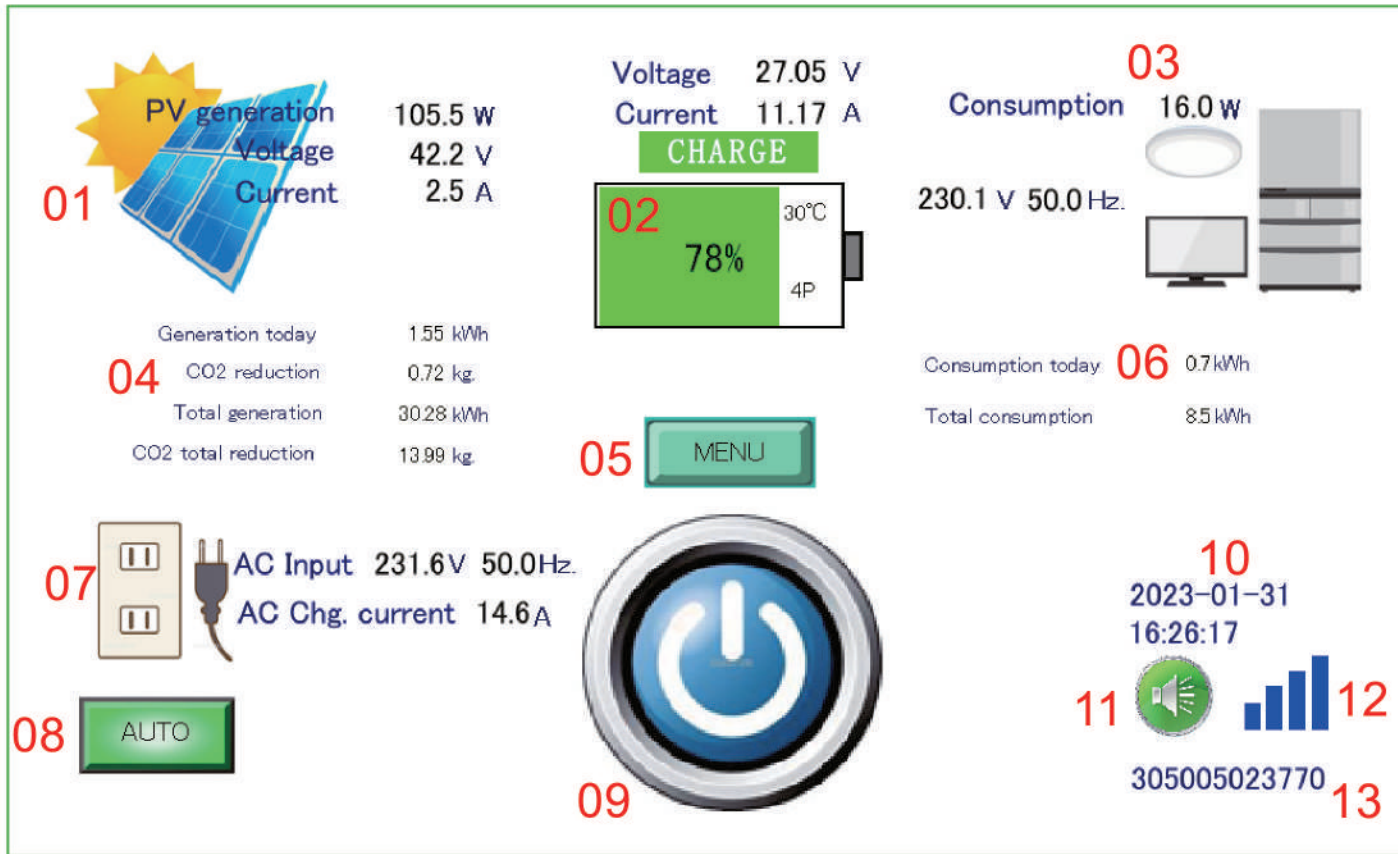 01
PV generation 105.5 W
Voltage 42.2 V
Current 2.5 A
Voltage 27.05 V
Current 11.17 A
CHARGE
02
30°C
78%
4P
03
Consumption 16.0 W
230.1 V 50.0 Hz.
04
Generation today 1.55 kWh
CO2 reduction 0.72 kg.
Total generation 30.28 kWh
CO2 total reduction 13.99 kg.
05
MENU
06
Consumption today 0.7 kWh
Total consumption 8.5 kWh
07
AC Input 231.6 V 50.0 Hz.
AC Chg. current 14.6 A
08
AUTO
09
10
2023-01-31
16:26:17
11
12
305005023770
13